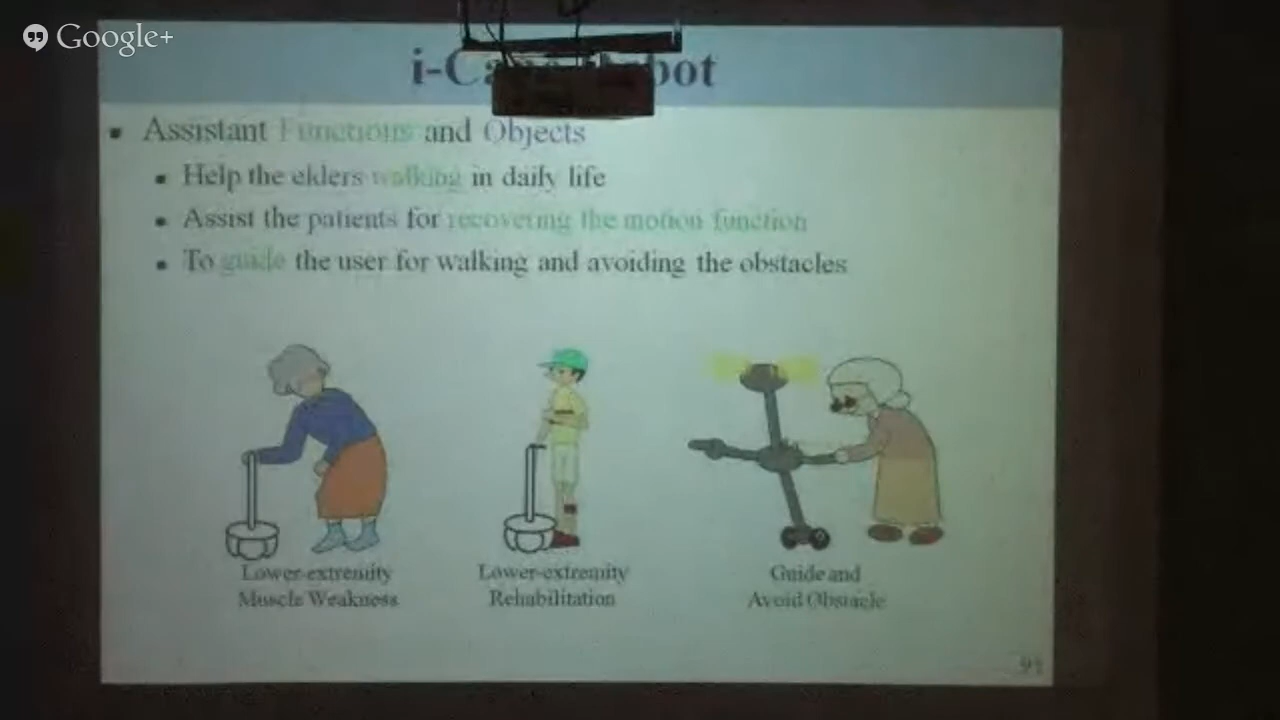 Google+
i-Ca bot
Assistant Functions and Objects
Help the elders walking in daily life
Assist the patients for recovering the motion function
To guide the user for walking and avoiding the obstacles
Lower-extremity
Muscle Weakness
Lower-extremity
Rehabilitation
Guide and
Avoid Obstacle